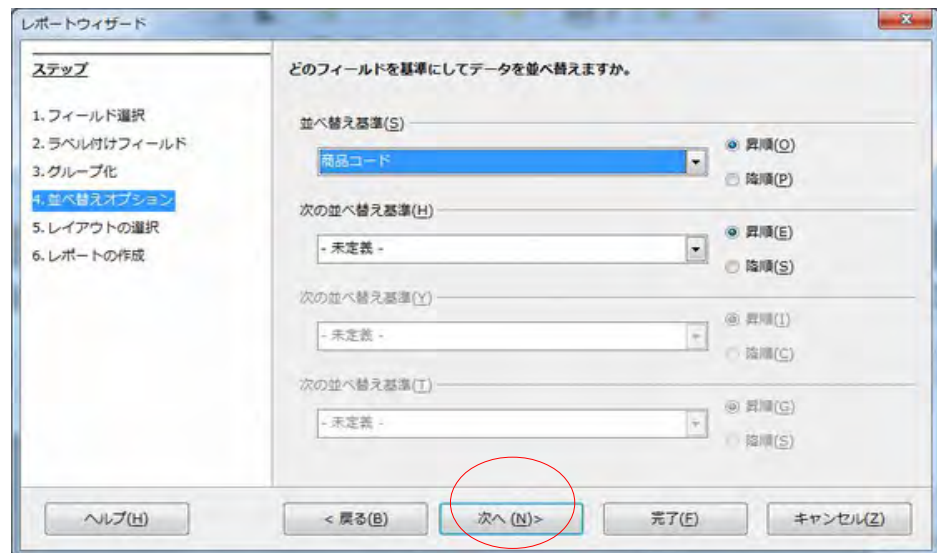 レポートウィザード
ステップ
1.フィールド選択
2.ラベル付けフィールド
3.グループ化
4.並べ替えオプション
5.レイアウトの選択
6.レポートの作成
どのフィールドを基準にしてデータを並べ替えますか。
並べ替え基準(S)
商品コード
昇順(O)
降順(P)
次の並べ替え基準(H)
- 未定義 -
昇順(E)
降順(S)
次の並べ替え基準(Y)
- 未定義 -
昇順(I)
降順(C)
次の並べ替え基準(T)
- 未定義 -
昇順(G)
降順(S)
ヘルプ(H)
< 戻る(B)
次へ (N)>
完了(F)
キャンセル(Z)